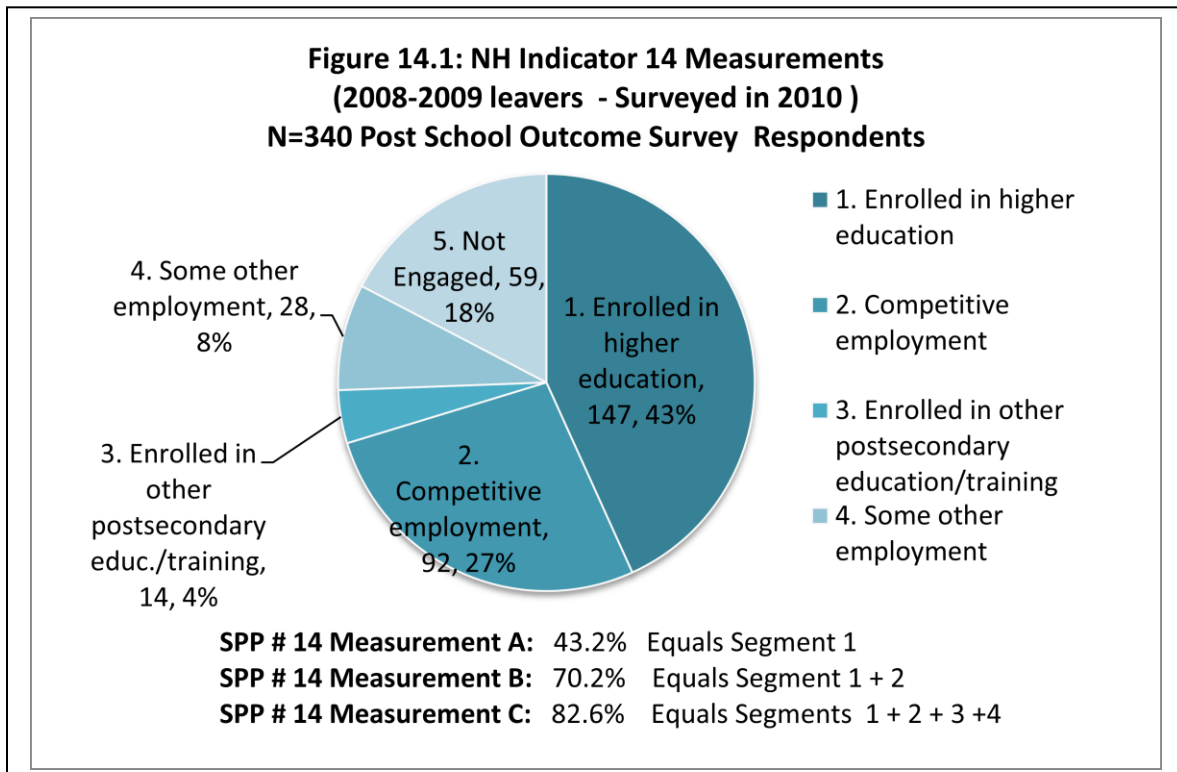 Figure 14.1: NH Indicator 14 Measurements
(2008-2009 leavers - Surveyed in 2010 )
N=340 Post School Outcome Survey Respondents
5. Not
Engaged, 59,
18%
4. Some other
employment, 28,
8%
1. Enrolled in
higher
education,
147, 43%
3. Enrolled in
other
postsecondary
educ./training,
14, 4%
2.
Competitive
employment,
92, 27%
1. Enrolled in higher
education
2. Competitive
employment
3. Enrolled in other
postsecondary
education/training
4. Some other
employment
SPP # 14 Measurement A: 43.2% Equals Segment 1
SPP # 14 Measurement B: 70.2% Equals Segment 1 + 2
SPP # 14 Measurement C: 82.6% Equals Segments 1 + 2 + 3 +4